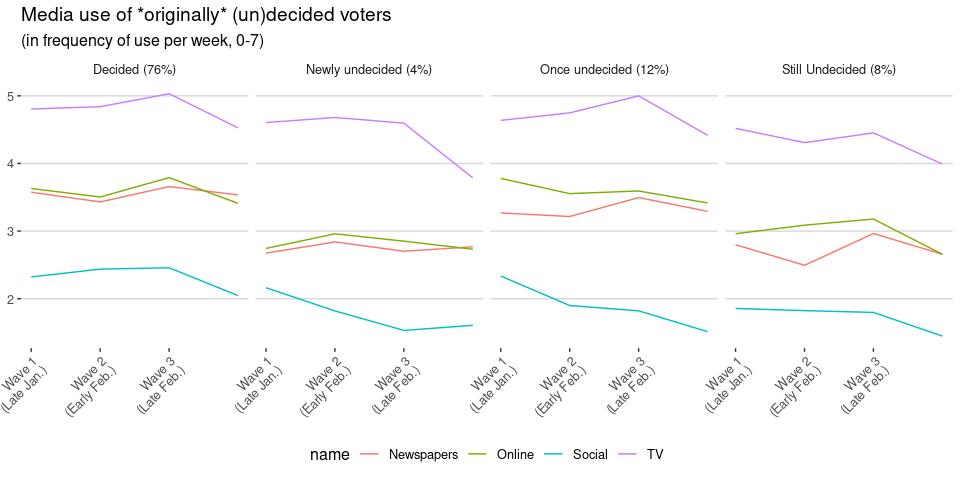 Media use of *originally* (un)decided voters
(in frequency of use per week, 0-7)
Decided (76%)
Newly undecided (4%)
Once undecided (12%)
Still Undecided (8%)
5
4
3
2
Wave 1
(Late Jan.)
Wave 2
(Early Feb.)
Wave 3
(Late Feb.)
Wave 1
(Late Jan.)
Wave 2
(Early Feb.)
Wave 3
(Late Feb.)
Wave 1
(Late Jan.)
Wave 2
(Early Feb.)
Wave 3
(Late Feb.)
Wave 1
(Late Jan.)
Wave 2
(Early Feb.)
Wave 3
(Late Feb.)
name Newspapers Online Social TV